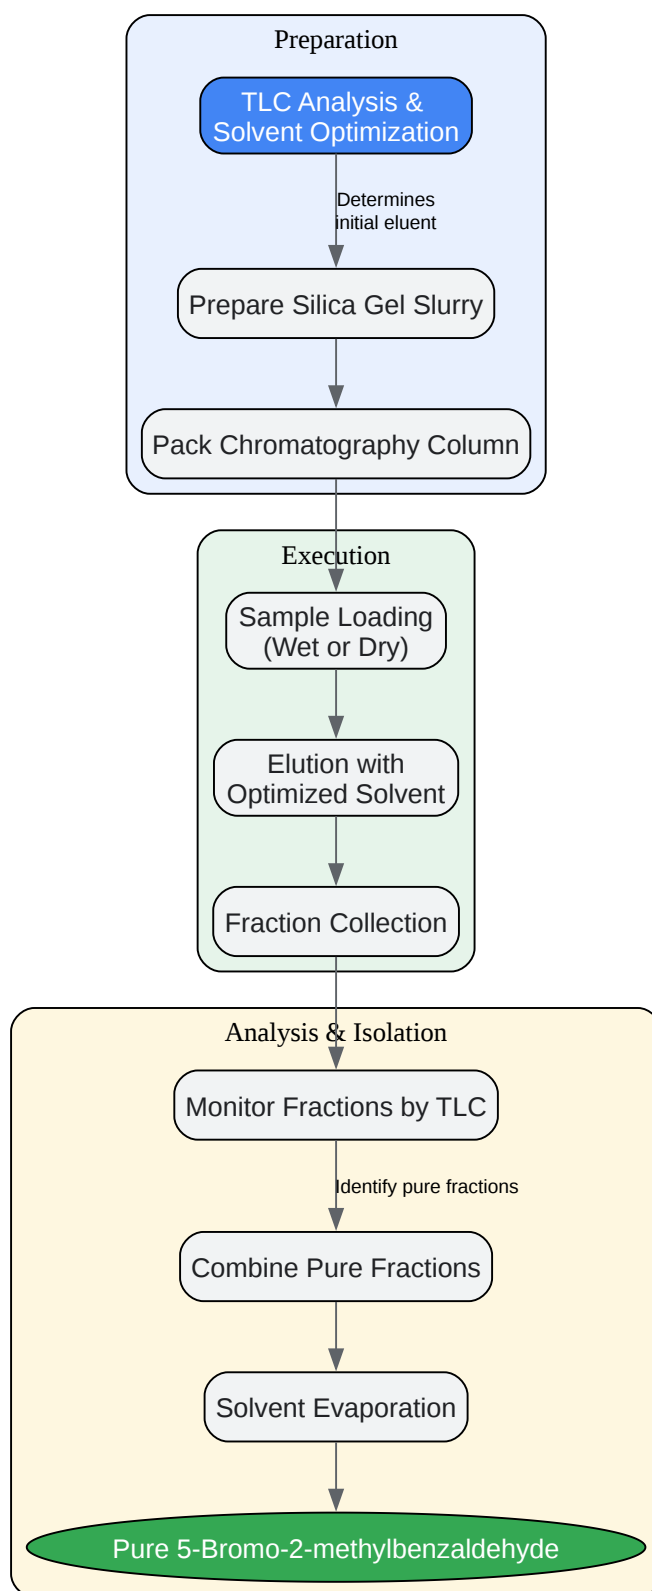 Preparation
TLC Analysis &
Solvent Optimization
Determines
initial eluent
Prepare Silica Gel Slurry
Pack Chromatography Column
Execution
Sample Loading
(Wet or Dry)
Elution with
Optimized Solvent
Fraction Collection
Analysis & Isolation
Monitor Fractions by TLC
Identify pure fractions
Combine Pure Fractions
Solvent Evaporation
Pure 5-Bromo-2-methylbenzaldehyde